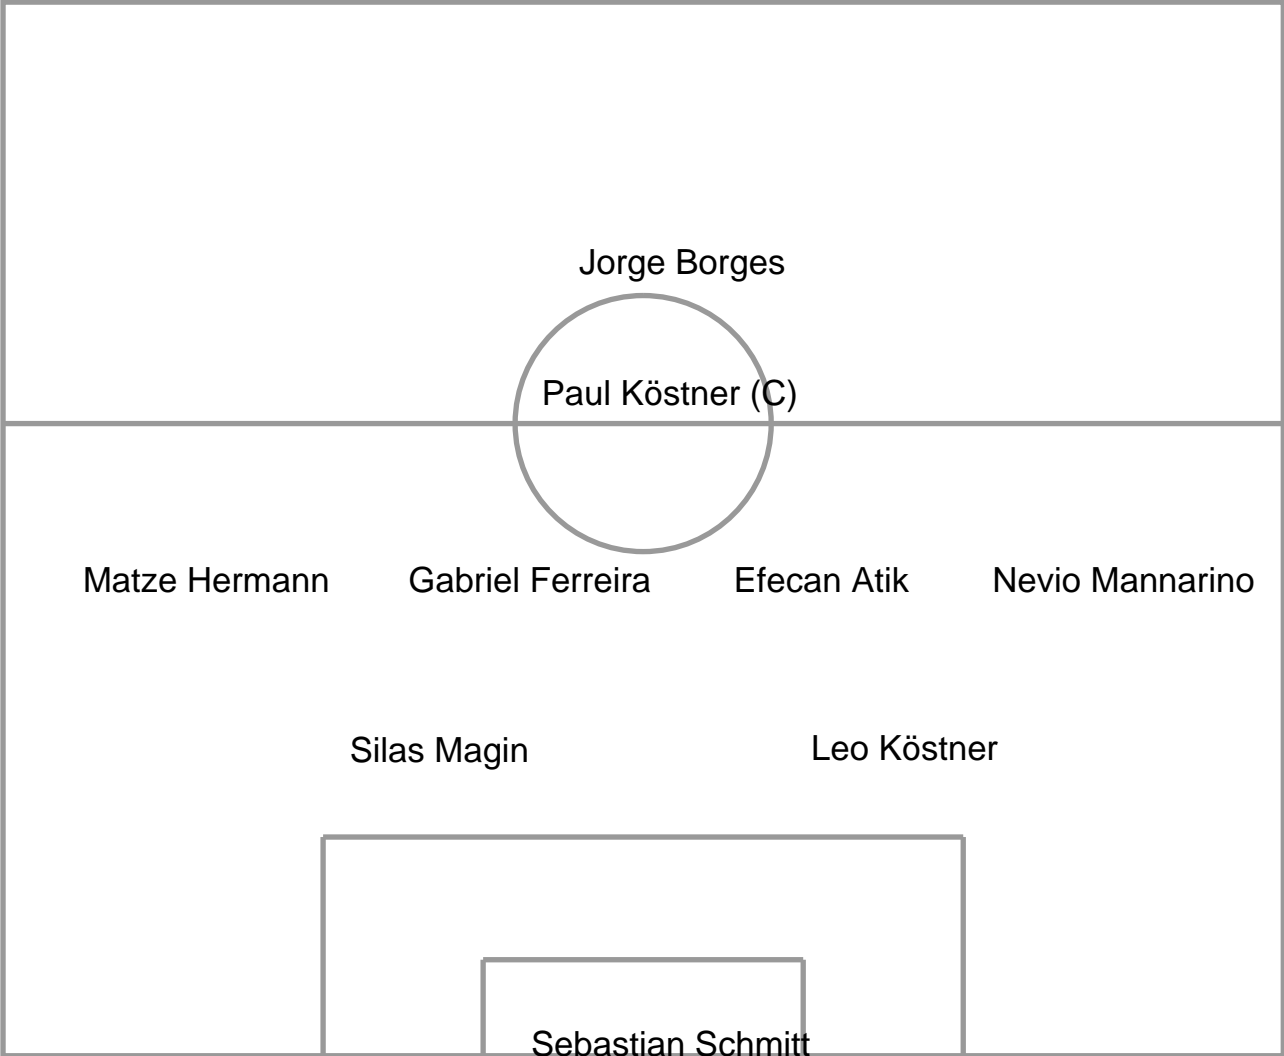 Jorge Borges
Paul Köstner (C)
Matze Hermann Gabriel Ferreira Efecan Atik Nevio Mannarino
Silas Magin Leo Köstner
Sebastian Schmitt